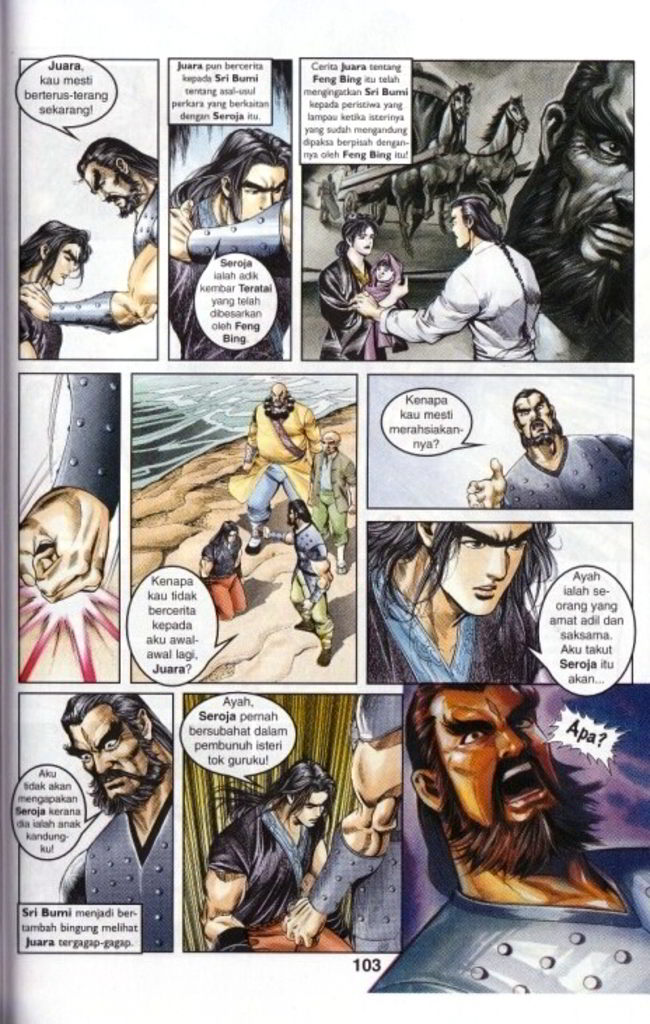 Juara,
kau mesti
berterus-terang
sekarang!
Juara pun bercerita
kepada Sri Bumi
tentang asal-usul
perkara yang berkaitan
dengan Seroja itu.
Seroja
ialah adik
kembar Teratai
yang telah
dibesarkan
oleh Feng
Bing.
Cerita Juara tentang
Feng Bing itu telah
mengingatkan Sri Bumi
kepada peristiwa yang
lampau ketika isterinya
yang sudah mengandung
dipaksa berpisah dengan-
nya oleh Feng Bing itu!
Kenapa
kau tidak
bercerita
kepada
aku awal-
awal lagi,
Juara?
Kenapa
kau mesti
merahsiakan-
nya?
Ayah
ialah se-
orang yang
amat adil dan
saksama.
Aku takut
Seroja itu
akan...
Aku
tidak akan
mengapakan
Seroja kerana
dia ialah anak
kandung-
ku!
Sri Bumi menjadi ber-
tambah bingung melihat
Juara tergagap-gagap.
Ayah,
Seroja pernah
bersubahat dalam
pembunuh isteri
tok guruku!
Apa?
103